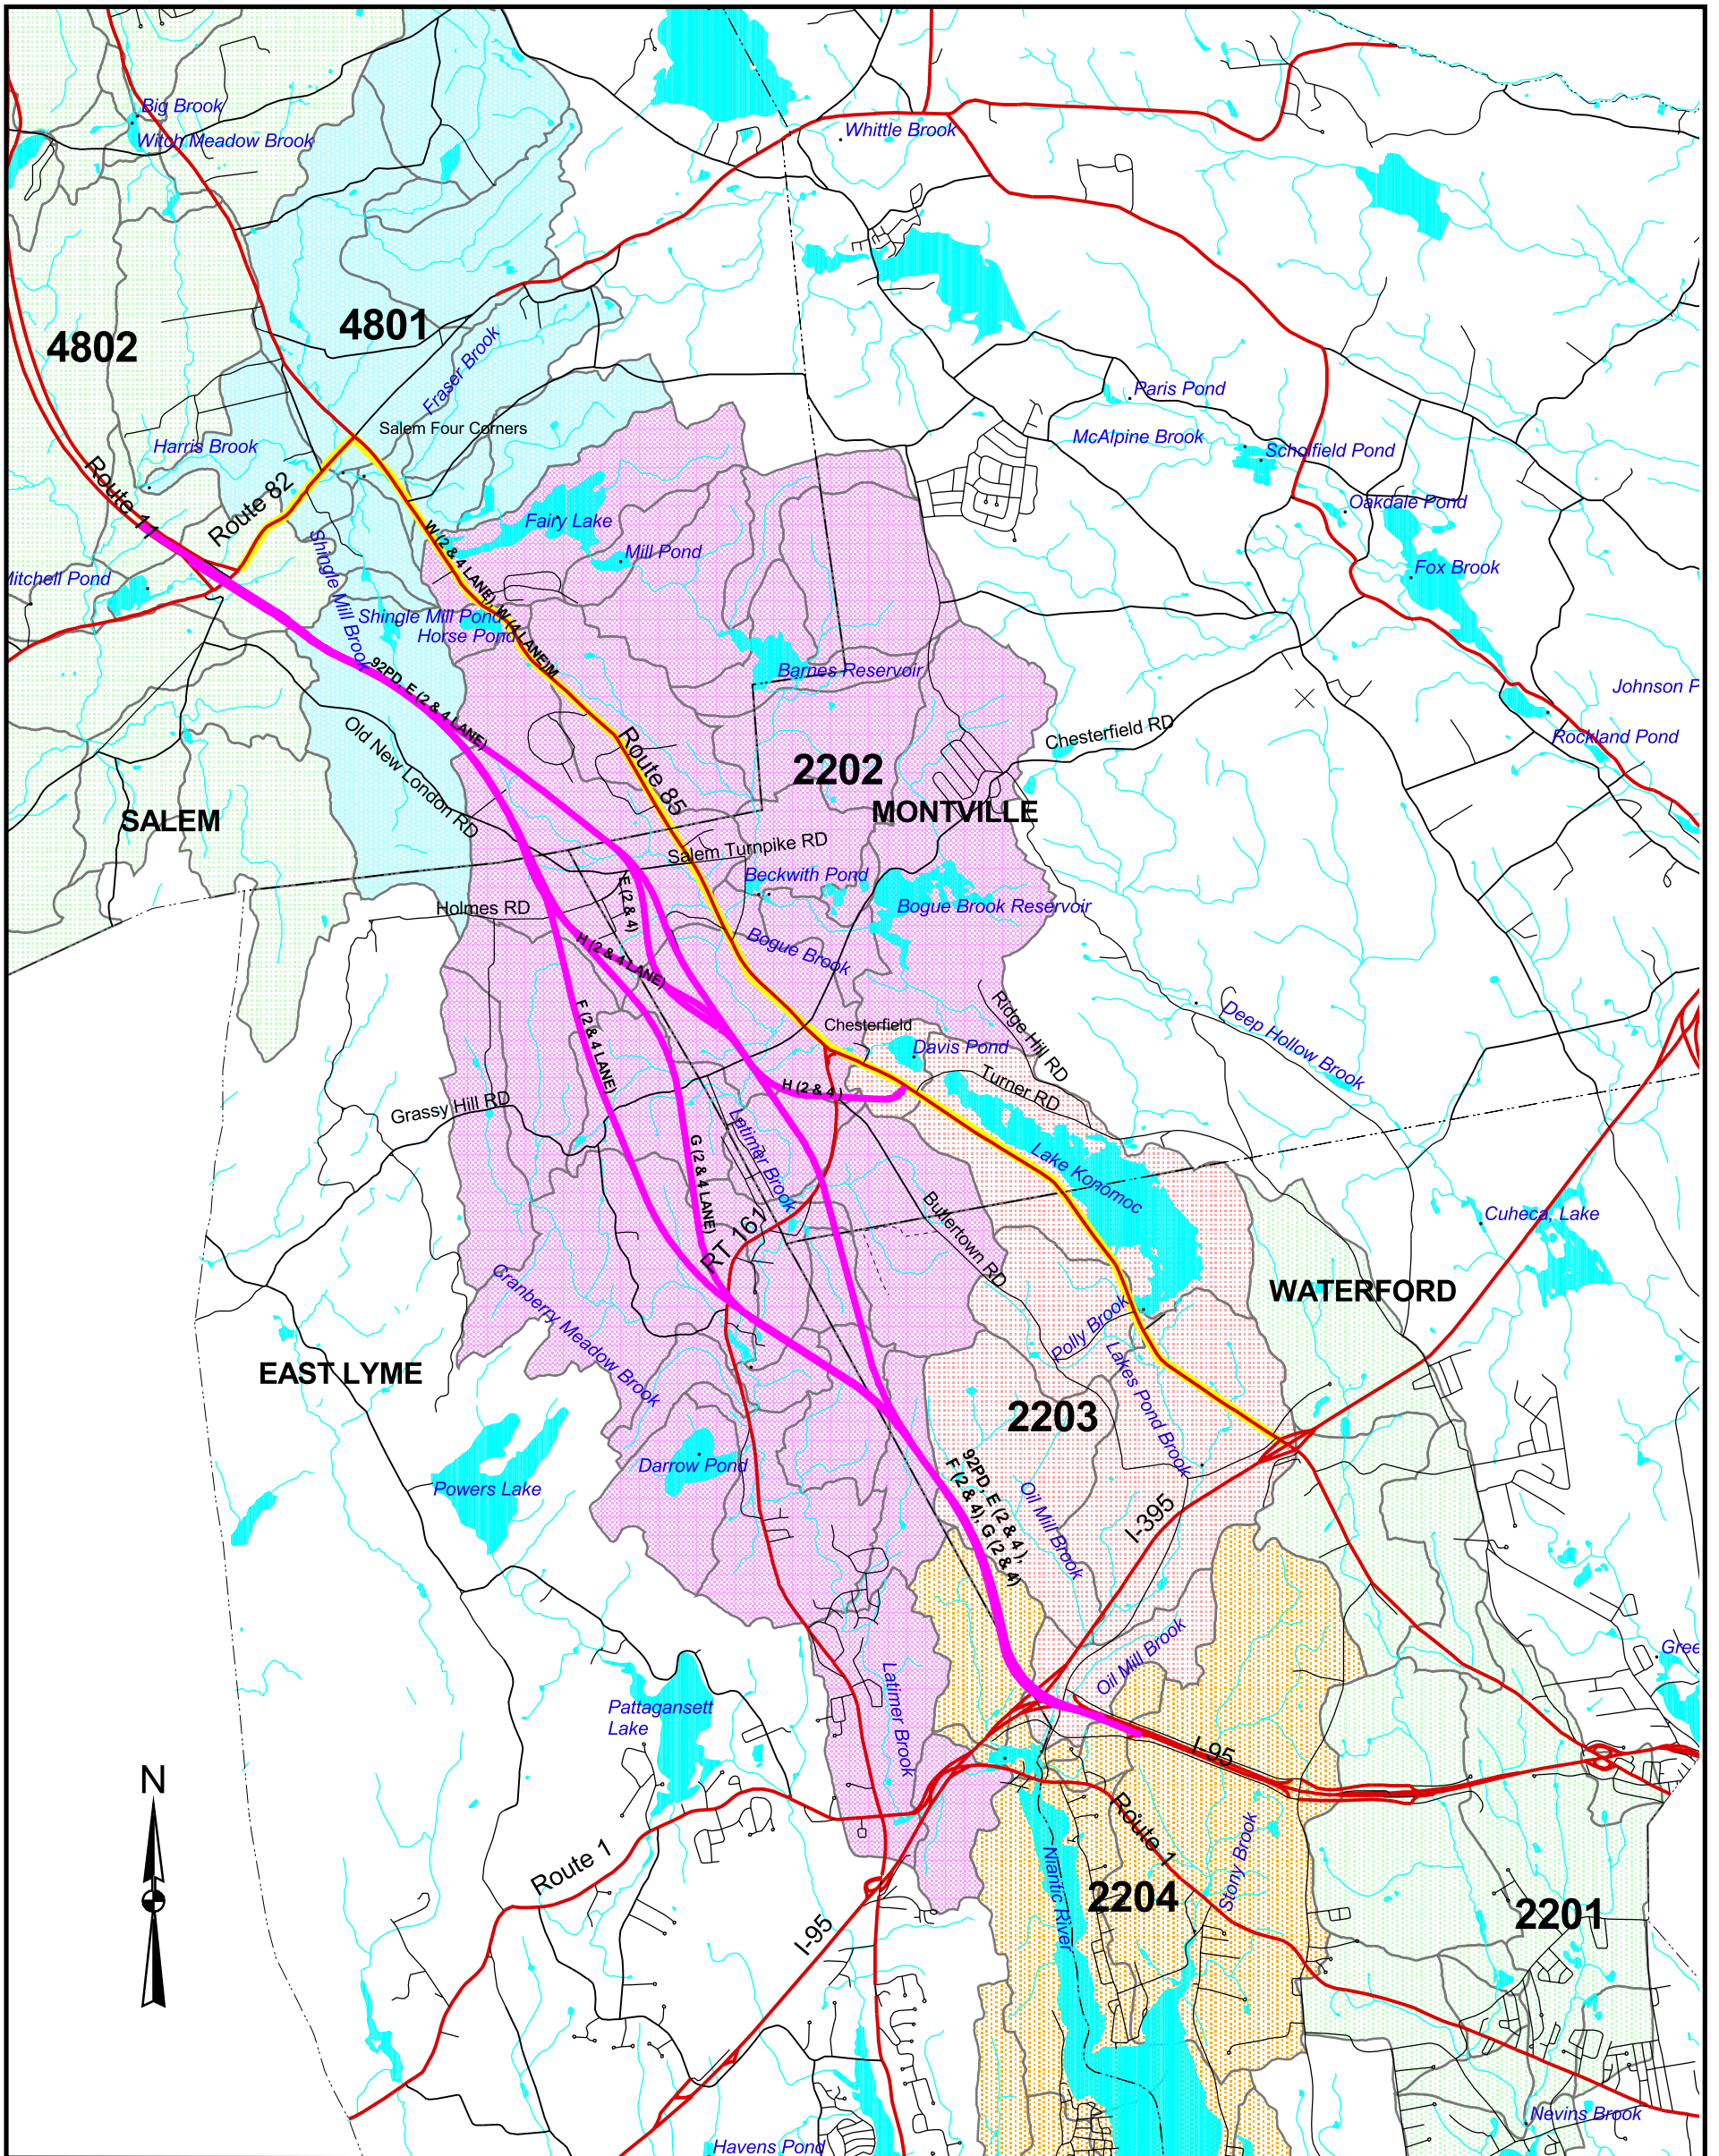 Big Brook
Witch Meadow Brook
Whittle Brook
4802
4801
Fraser Brook
Paris Pond
Salem Four Corners
McAlpine Brook
Scholfield Pond
Harris Brook
Route 11
Route 82
Oakdale Pond
Fairy Lake
Mill Pond
Fox Brook
Mitchell Pond
Shingle Mill Brook
W (2 & 4 LANE), W (4 LANE)M
Shingle Mill Pond
Horse Pond
Barnes Reservoir
Johnson P
92PD, E (2 & 4 LANE)
Old New London RD
Route 85
Chesterfield RD
Rockland Pond
2202
MONTVILLE
SALEM
Salem Turnpike RD
Beckwith Pond
E (2 & 4)
Holmes RD
Bogue Brook Reservoir
H (2 & 4 LANE)
Bogue Brook
F (2 & 4 LANE)
Chesterfield
Ridge Hill RD
Deep Hollow Brook
Davis Pond
Turner RD
H (2 & 4 )
Grassy Hill RD
Latimer Brook
G (2 & 4 LANE)
Lake Konomoc
RT 161
Buttertown RD
Cuheca, Lake
WATERFORD
Cranberry Meadow Brook
Polly Brook
EAST LYME
Lakes Pond Brook
2203
Darrow Pond
Powers Lake
92PD, E (2 & 4 ),
F (2 & 4), G (2 & 4)
Oil Mill Brook
I-395
Oil Mill Brook
Gree
Latimer Brook
Pattagansett
Lake
I-95
N
Route 1
Route 1
Stony Brook
Niantic River
2204
2201
I-95
Nevins Brook
Havens Pond